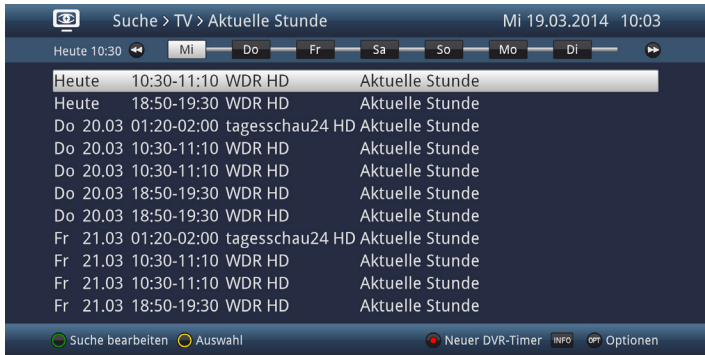 Suche > TV > Aktuelle Stunde Mi 19.03.2014 10:03
Heute 10:30 Mi Do Fr Sa So Mo Di
Heute 10:30-11:10 WDR HD Aktuelle Stunde
Heute 18:50-19:30 WDR HD Aktuelle Stunde
Do 20.03 01:20-02:00 tagesschau24 HD Aktuelle Stunde
Do 20.03 10:30-11:10 WDR HD Aktuelle Stunde
Do 20.03 10:30-11:10 WDR HD Aktuelle Stunde
Do 20.03 18:50-19:30 WDR HD Aktuelle Stunde
Do 20.03 18:50-19:30 WDR HD Aktuelle Stunde
Fr 21.03 01:20-02:00 tagesschau24 HD Aktuelle Stunde
Fr 21.03 10:30-11:10 WDR HD Aktuelle Stunde
Fr 21.03 10:30-11:10 WDR HD Aktuelle Stunde
Fr 21.03 18:50-19:30 WDR HD Aktuelle Stunde
Suche bearbeiten Auswahl Neuer DVR-Timer INFO OPT Optionen